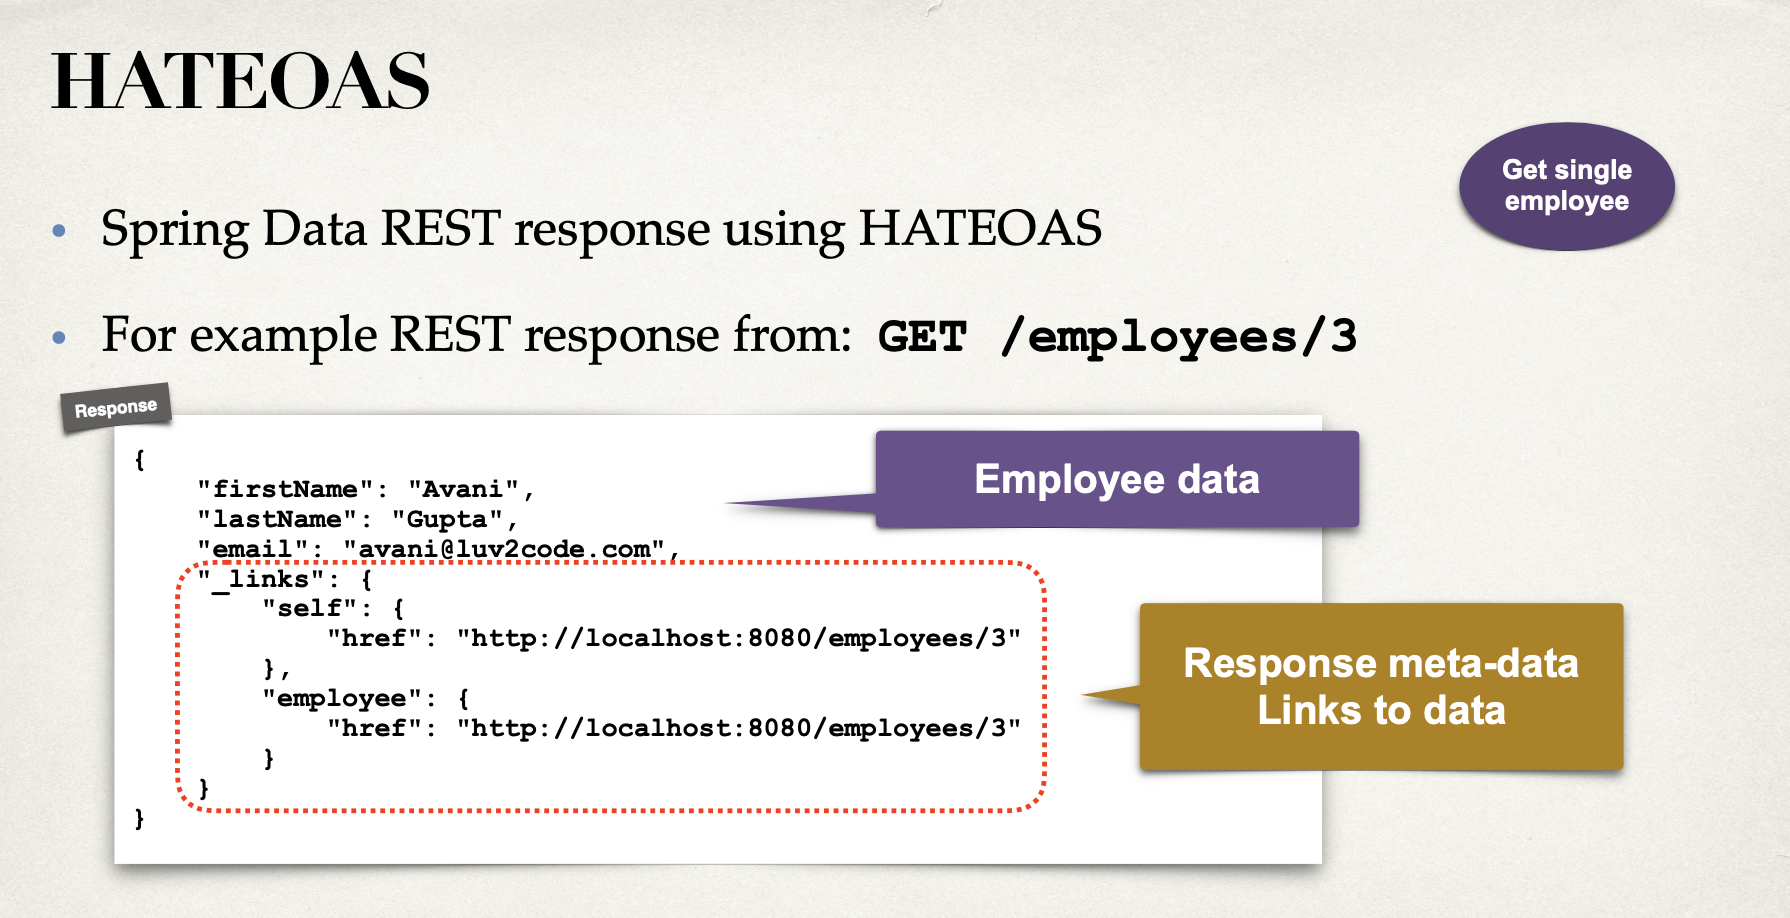 HATEOAS
Get single
employee
• Spring Data REST response using HATEOAS
• For example REST response from: GET /employees/3
Response
{
    "firstName": "Avani",
    "lastName": "Gupta",
    "email": "avani@luv2code.com",
    "_links": {
        "self": {
            "href": "http://localhost:8080/employees/3"
        },
        "employee": {
            "href": "http://localhost:8080/employees/3"
        }
    }
}
Employee data
Response meta-data
Links to data